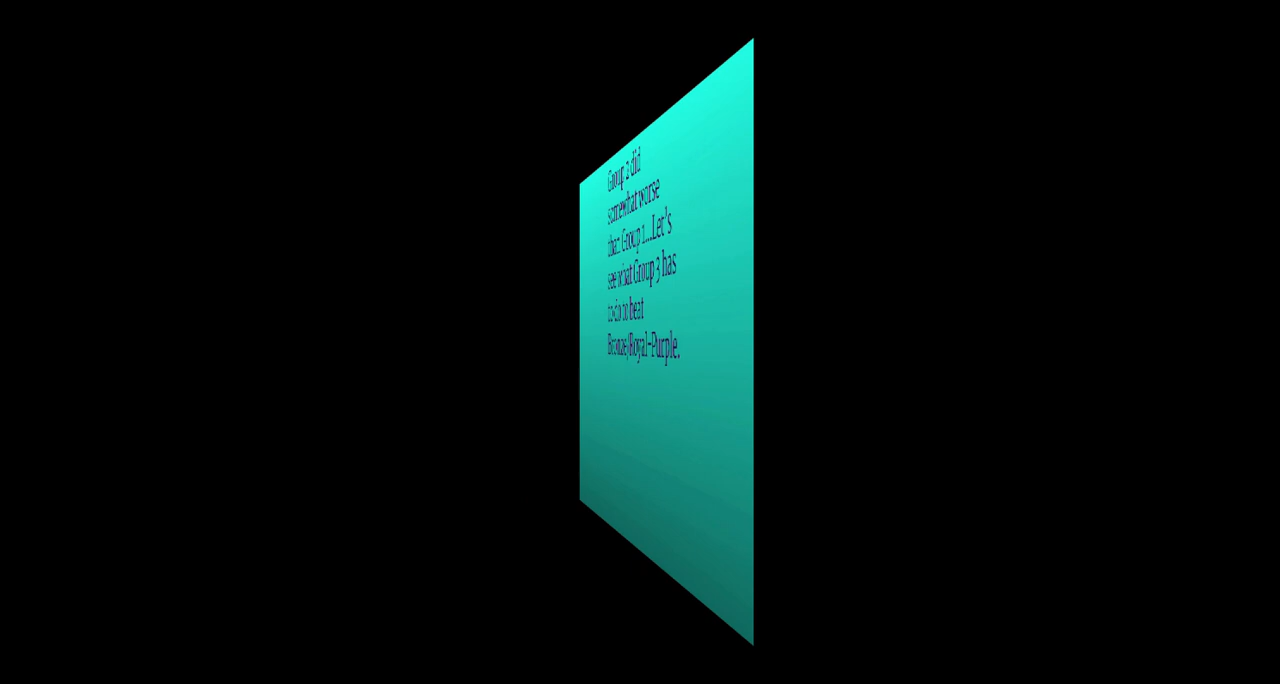 Group 2 did
somewhat worse
than Group 1...Let's
see what Group 3 has
to do to beat
Bronze/Royal-Purple.